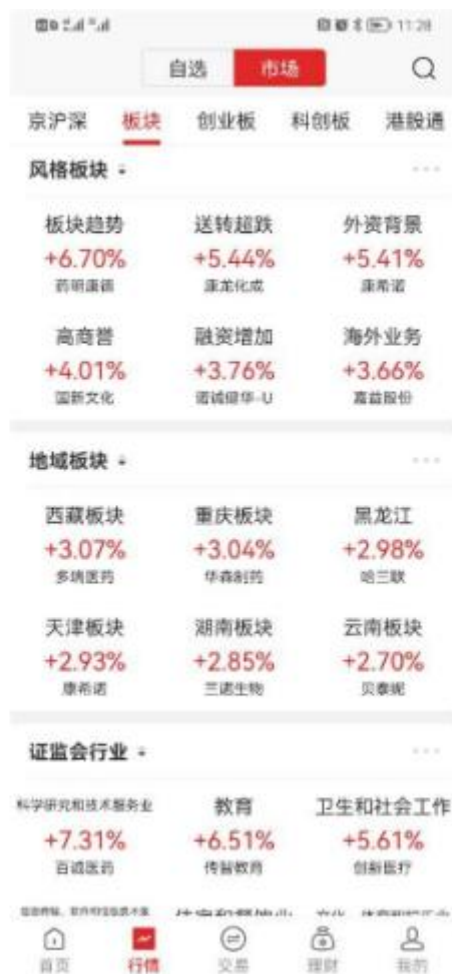 11:28
自选 市场
京沪深 板块 创业板 科创板 港股通
风格板块
板块趋势 送转超跌 外资背景
+6.70% +5.44% +5.41%
药明康德 康龙化成 康希诺
高商誉 融资增加 海外业务
+4.01% +3.76% +3.66%
国新文化 诺诚健华-U 嘉益股份
地域板块
西藏板块 重庆板块 黑龙江
+3.07% +3.04% +2.98%
多瑞医药 华森制药 哈三联
天津板块 湖南板块 云南板块
+2.93% +2.85% +2.70%
康希诺 三诺生物 贝泰妮
证监会行业
科学研究和技术服务业 教育 卫生和社会工作
+7.31% +6.51% +5.61%
百诚医药 传智教育 创新医疗
首页 行情 交易 理财 我的